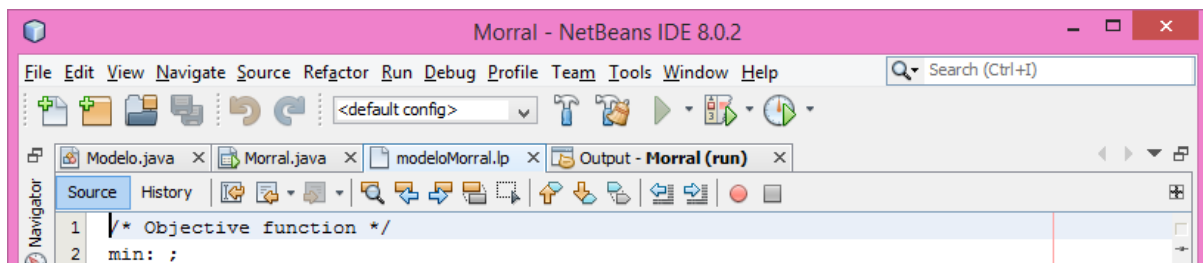 Morral - NetBeans IDE 8.0.2
File Edit View Navigate Source Refactor Run Debug Profile Team Tools Window Help Search (Ctrl+I)
<default config>
Modelo.java Morral.java modeloMorral.lp Output - Morral (run)
Navigator
Source History
1 /* Objective function */
2 min: ;